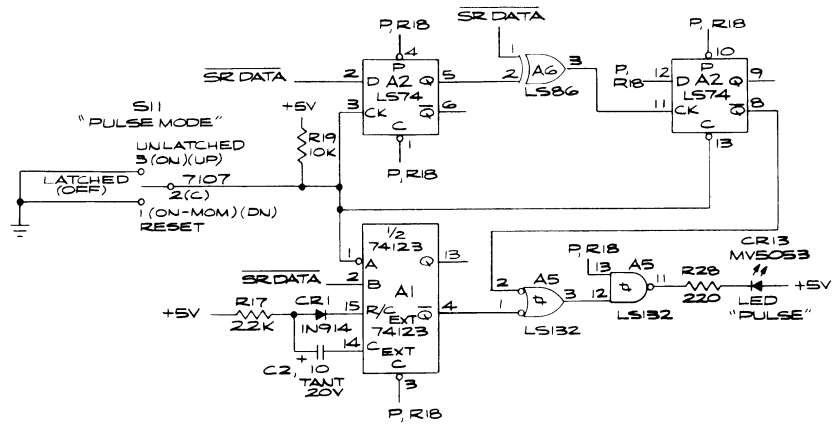 P, R18
4
SR DATA
2
D
P
A2
Q
5
LS74
3
CK
Q
6
C
1
P, R18
SR DATA
1
2
A6
3
LS86
P, R18
10
P, R18
12
D
P
A2
Q
9
LS74
11
CK
Q
8
C
13
S11
"PULSE MODE"
+5V
R19
10K
UNLATCHED
3 (ON)(UP)
LATCHED
(OFF)
7107
2(C)
1 (ON-MOM)(DN)
RESET
1/2
74123
1
A
Q
13
SR DATA
2
B
A1
Q
4
+5V
R17
22K
CR1
1N914
15
R/C EXT
74123
14
C EXT
C
3
C2, 10
+
TANT
20V
P, R18
2
1
A5
3
LS132
P, R18
13
12
A5
11
LS132
R28
220
CR13
MV5053
+5V
LED
"PULSE"